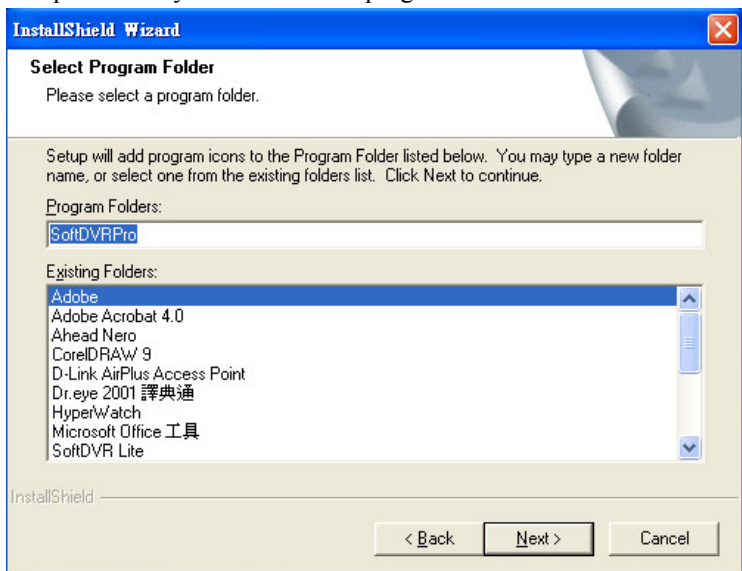 InstallShield Wizard
Select Program Folder
Please select a program folder.
Setup will add program icons to the Program Folder listed below. You may type a new folder
name, or select one from the existing folders list. Click Next to continue.
Program Folders:
SoftDVRPro
Existing Folders:
Adobe
Adobe Acrobat 4.0
Ahead Nero
CorelDRAW 9
D-Link AirPlus Access Point
Dr.eye 2001 譯典通
HyperWatch
Microsoft Office 工具
SoftDVR Lite
InstallShield
< Back
Next >
Cancel